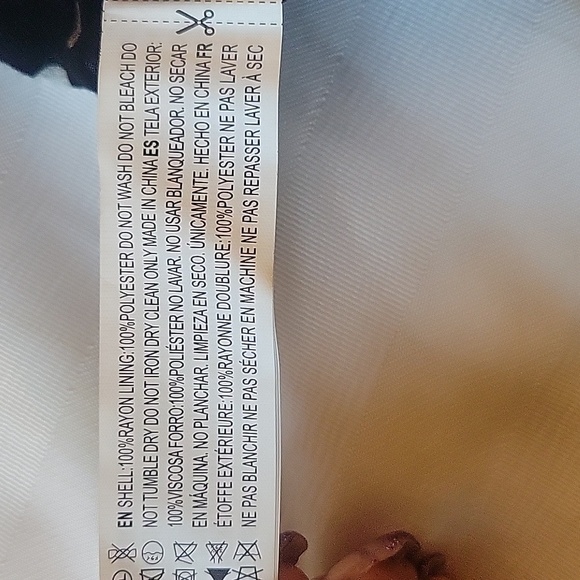 EN SHELL:100%RAYON LINING:100%POLYESTER DO NOT WASH DO NOT BLEACH DO
NOT TUMBLE DRY DO NOT IRON DRY CLEAN ONLY MADE IN CHINA ES TELA EXTERIOR:
100%VISCOSA FORRO:100%POLIÉSTER NO LAVAR. NO USAR BLANQUEADOR. NO SECAR
EN MÁQUINA. NO PLANCHAR. LIMPIEZA EN SECO. ÚNICAMENTE. HECHO EN CHINA FR
ÉTOFFE EXTÉRIEURE:100%RAYONNE DOUBLURE:100%POLYESTER NE PAS LAVER
NE PAS BLANCHIR NE PAS SÉCHER EN MACHINE NE PAS REPASSER LAVER À SEC